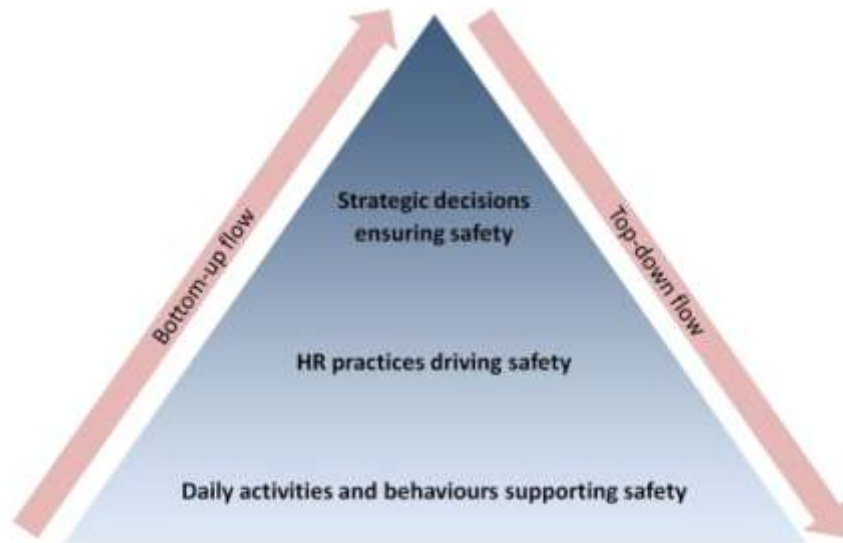 Strategic decisions
ensuring safety
Bottom-up flow
Top-down flow
HR practices driving safety
Daily activities and behaviours supporting safety